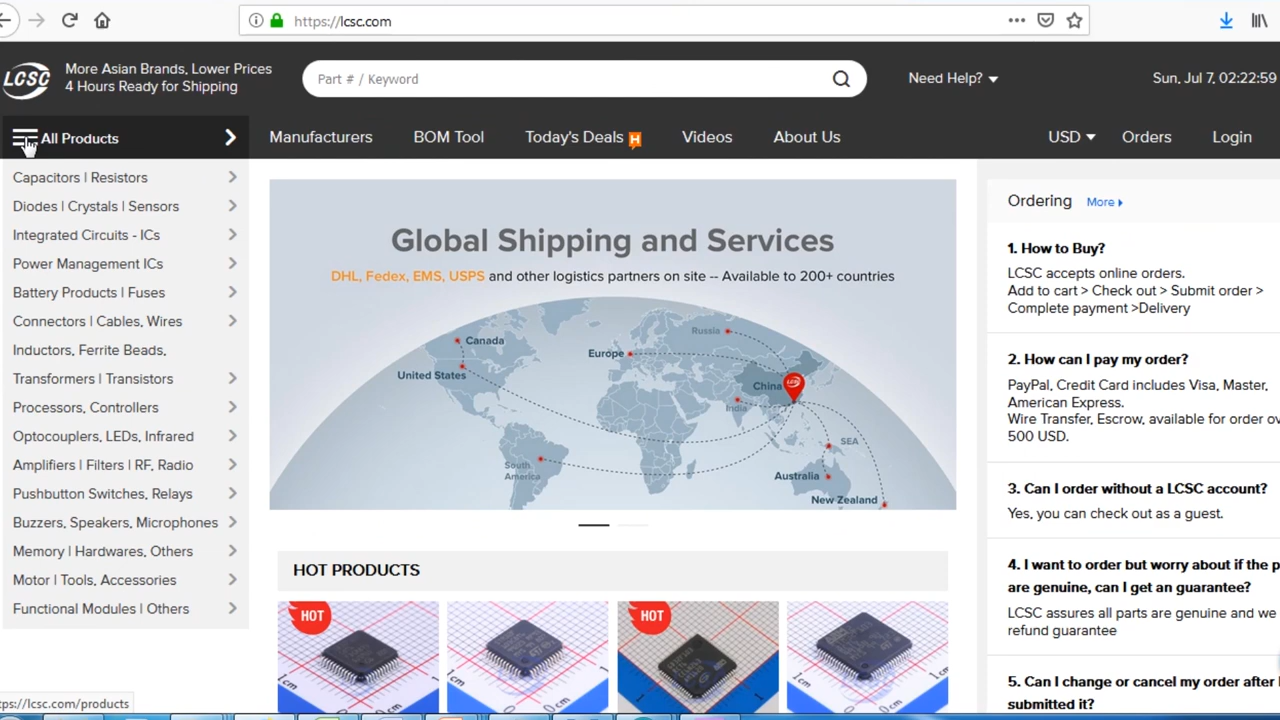 https://lcsc.com
LCSC
More Asian Brands, Lower Prices
4 Hours Ready for Shipping
Part # / Keyword
Need Help?
Sun, Jul 7, 02:22:59
All Products
Manufacturers
BOM Tool
Today's Deals H
Videos
About Us
USD
Orders
Login
Capacitors | Resistors
Diodes | Crystals | Sensors
Integrated Circuits - ICs
Power Management ICs
Battery Products | Fuses
Connectors | Cables, Wires
Inductors, Ferrite Beads,
Transformers | Transistors
Processors, Controllers
Optocouplers, LEDs, Infrared
Amplifiers | Filters | RF, Radio
Pushbutton Switches, Relays
Buzzers, Speakers, Microphones
Memory | Hardwares, Others
Motor | Tools, Accessories
Functional Modules | Others
Global Shipping and Services
DHL, Fedex, EMS, USPS and other logistics partners on site -- Available to 200+ countries
Canada
Russia
Europe
United States
China
LCSC
India
SEA
South
America
Australia
New Zealand
HOT PRODUCTS
HOT
HOT
1cm
1
1cm
1
1cm
Ordering More
1. How to Buy?
LCSC accepts online orders.
Add to cart > Check out > Submit order >
Complete payment >Delivery
2. How can I pay my order?
PayPal, Credit Card includes Visa, Master,
American Express.
Wire Transfer, Escrow, available for order
500 USD.
3. Can I order without a LCSC account?
Yes, you can check out as a guest.
4. I want to order but worry about if the
are genuine, can I get an guarantee?
LCSC assures all parts are genuine and we
refund guarantee
5. Can I change or cancel my order after
submitted it?
tps://lcsc.com/products